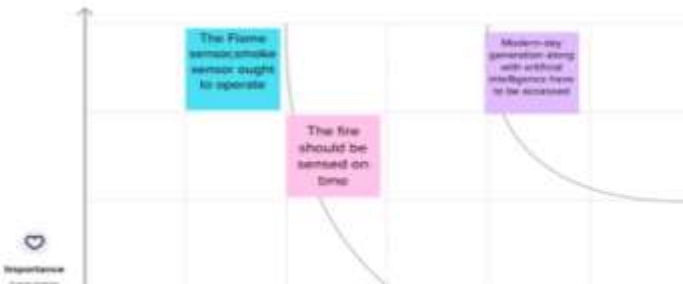 The Flame
sensor,smoke
sensor ought
to operate
Modern-day
generation along
with artificial
intelligence have
to be accessed
The fire
should be
sensed on
time
Importance